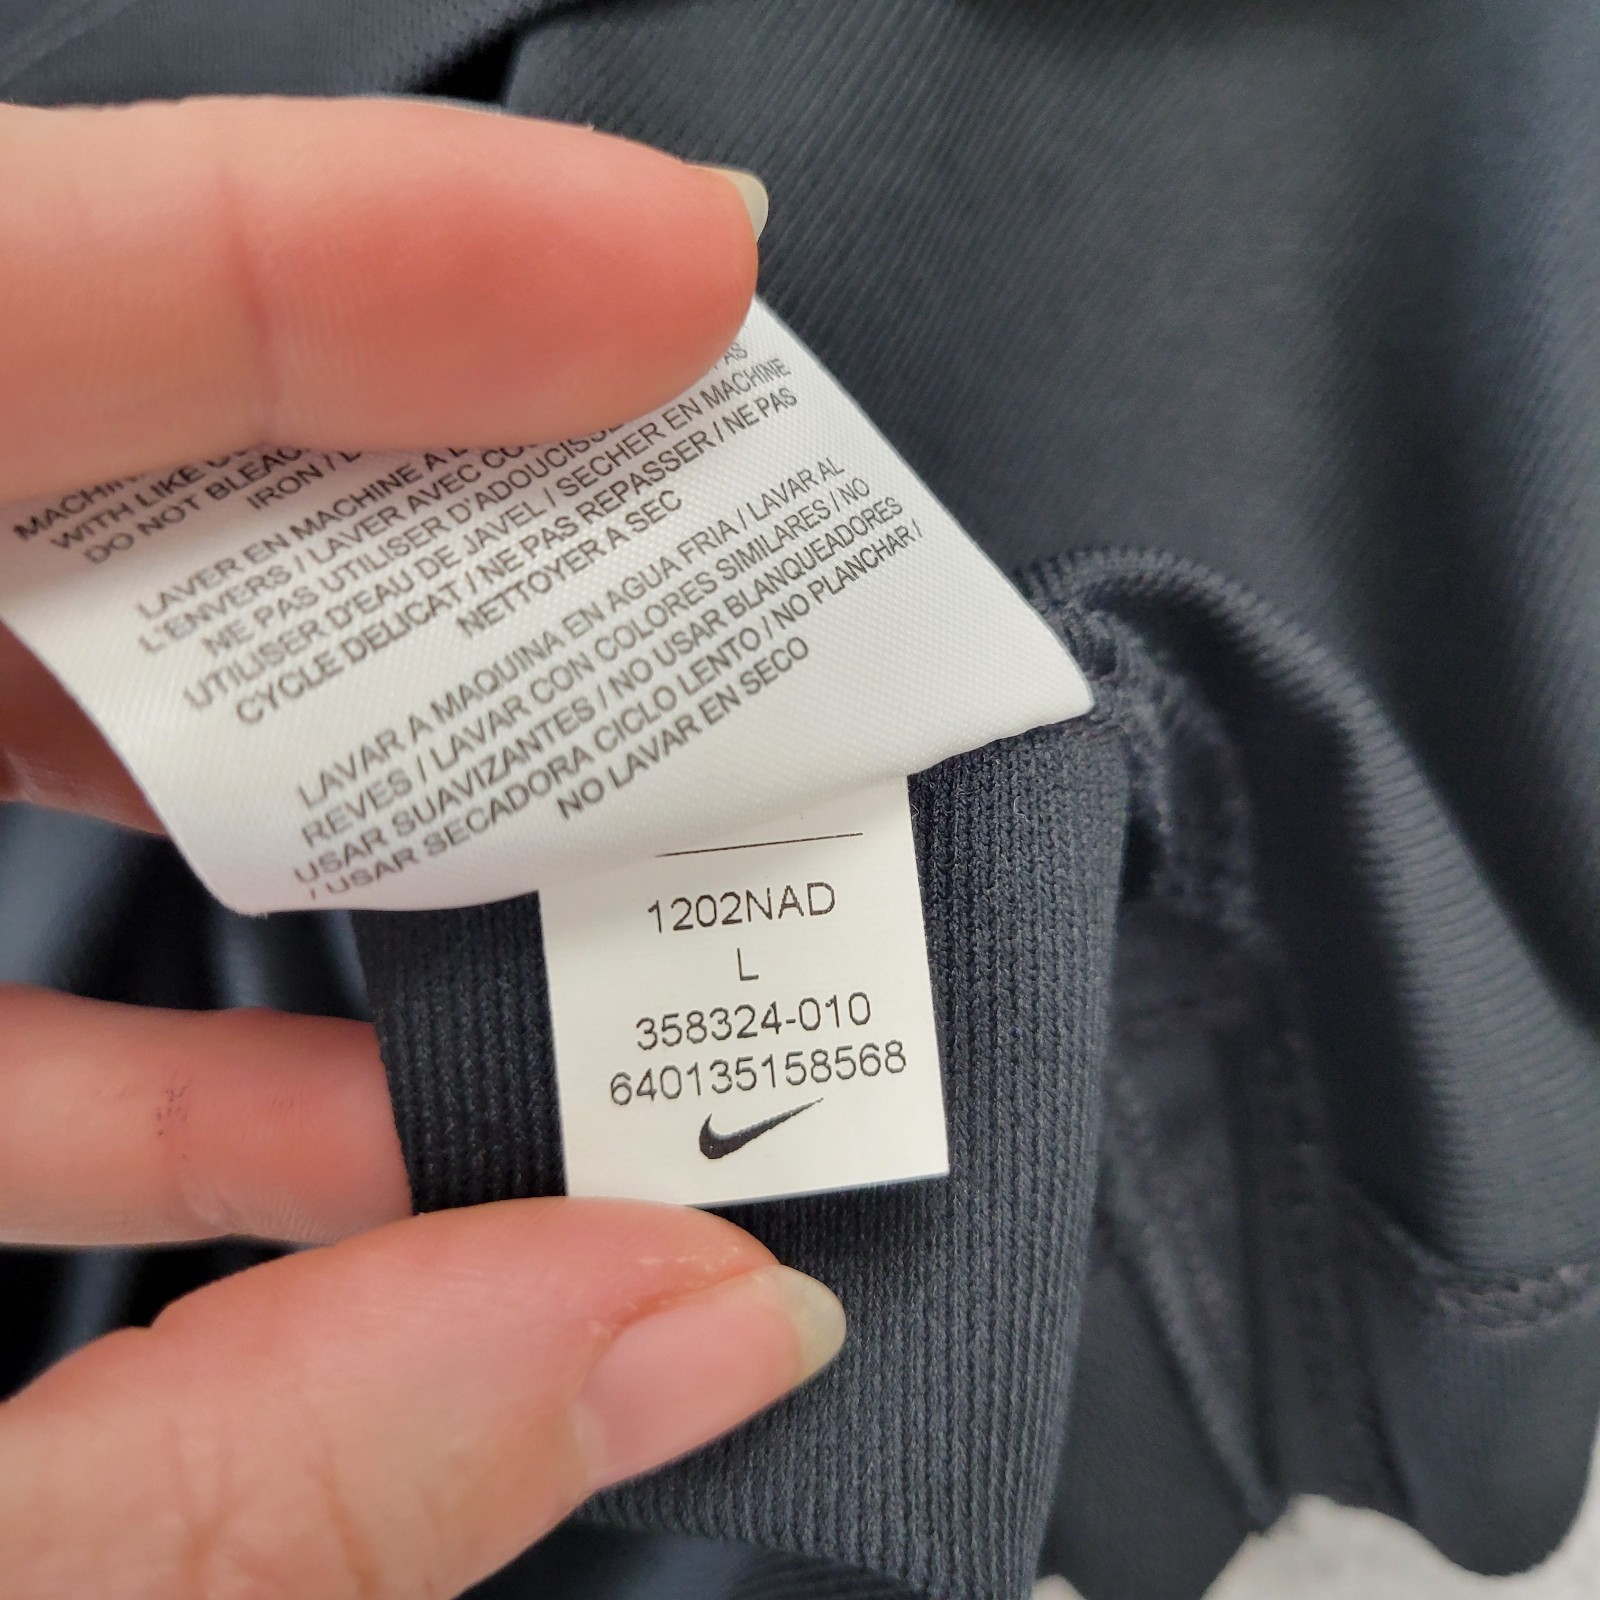 WITH LIKE
DO NOT BLEAC
IRON /
LAVER EN MACHINE A
L'ENVERS / LAVER AVEC
NE PAS UTILISER D'ADOUCISS
UTILISER D'EAU DE JAVEL / SECHER EN MACHINE
CYCLE DELICAT / NE PAS REPASSER / NE PAS
NETTOYER A SEC
LAVAR A MAQUINA EN AGUA FRIA / LAVAR AL
REVES / LAVAR CON COLORES SIMILARES / NO
USAR SUAVIZANTES / NO USAR BLANQUEADORES
/ USAR SECADORA CICLO LENTO / NO PLANCHAR /
NO LAVAR EN SECO
1202NAD
L
358324-010
640135158568